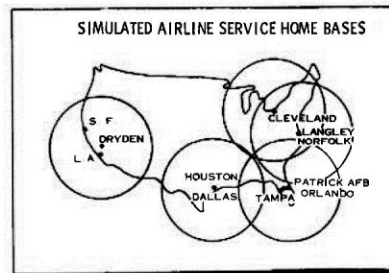 SIMULATED AIRLINE SERVICE HOME BASES
CLEVELAND
S. F.
LANGLEY
DRYDEN
NORFOLK
L. A.
HOUSTON
PATRICK AFB
DALLAS
TAMPA
ORLANDO